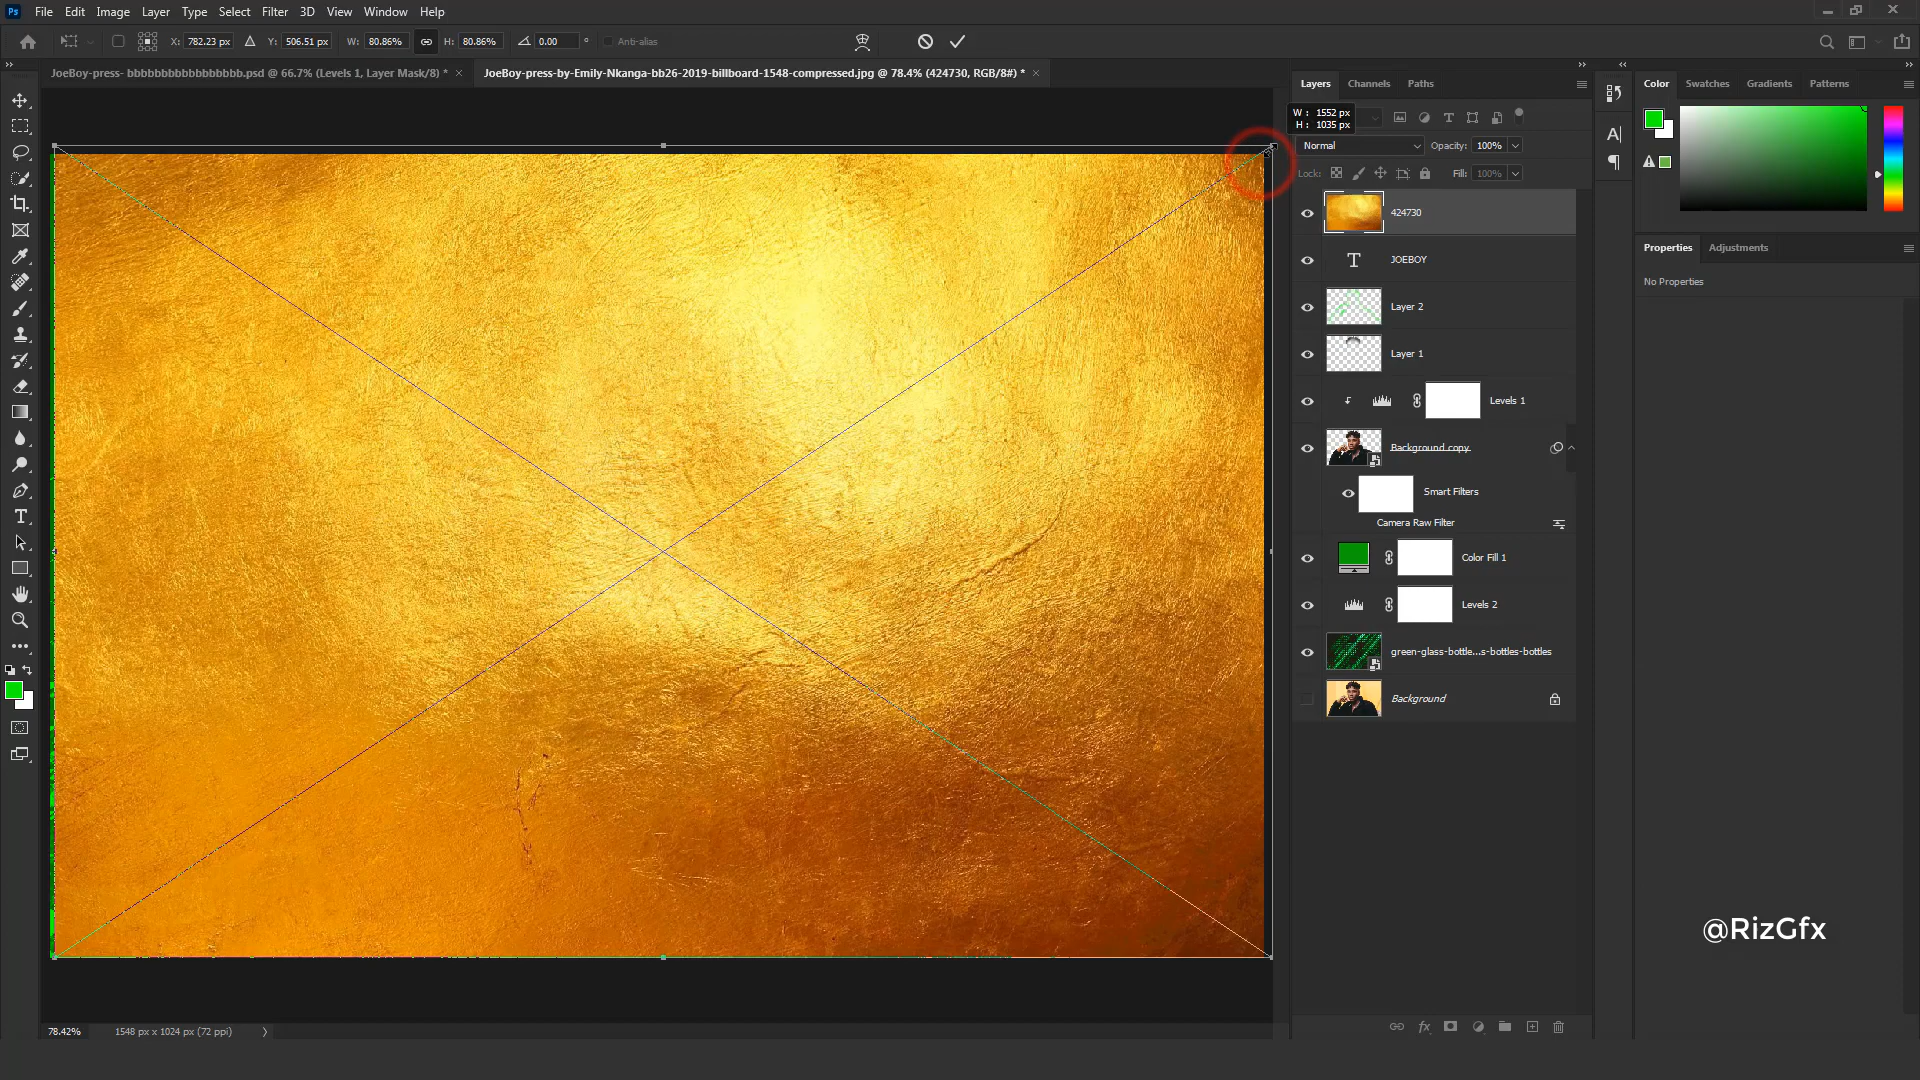 Ps File Edit Image Layer Type Select Filter 3D View Window Help
X: 782.23 px Y: 506.51 px W: 80.86% H: 80.86% 0.00 ° Anti-alias
JoeBoy-press- bbbbbbbbbbbbbbbbb.psd @ 66.7% (Levels 1, Layer Mask/8) * ×
JoeBoy-press-by-Emily-Nkanga-bb26-2019-billboard-1548-compressed.jpg @ 78.4% (424730, RGB/8#) * ×
Layers Channels Paths
W : 1552 px
H : 1035 px
Normal Opacity: 100%
Lock: Fill: 100%
424730
JOEBOY
Layer 2
Layer 1
Levels 1
Background copy
Smart Filters
Camera Raw Filter
Color Fill 1
Levels 2
green-glass-bottle...s-bottles-bottles
Background
Color Swatches Gradients Patterns
Properties Adjustments
No Properties
@RizGfx
78.42% 1548 px x 1024 px (72 ppi)